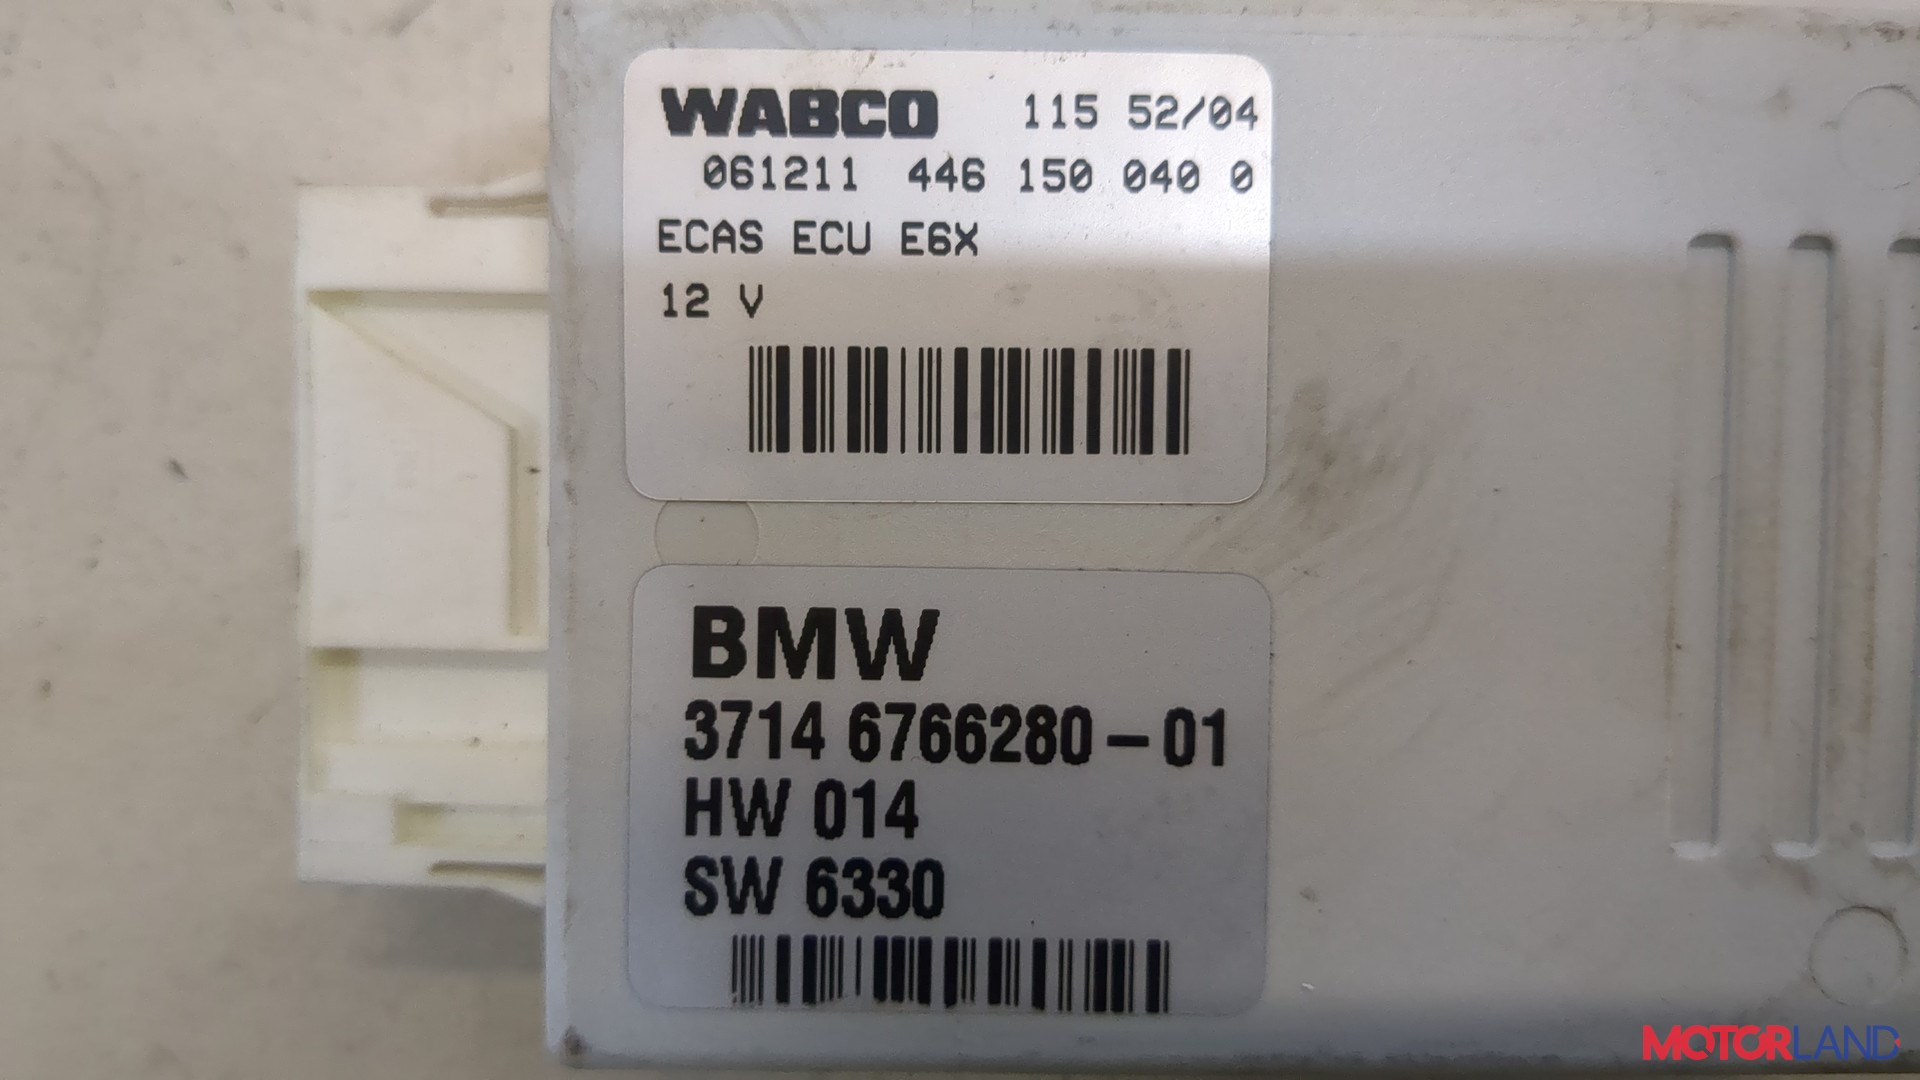 WABCO 115 52/04
061211 446 150 040 0
ECAS ECU E6X
12 V
BMW
3714 6766280-01
HW 014
SW 6330
MOTORLAND